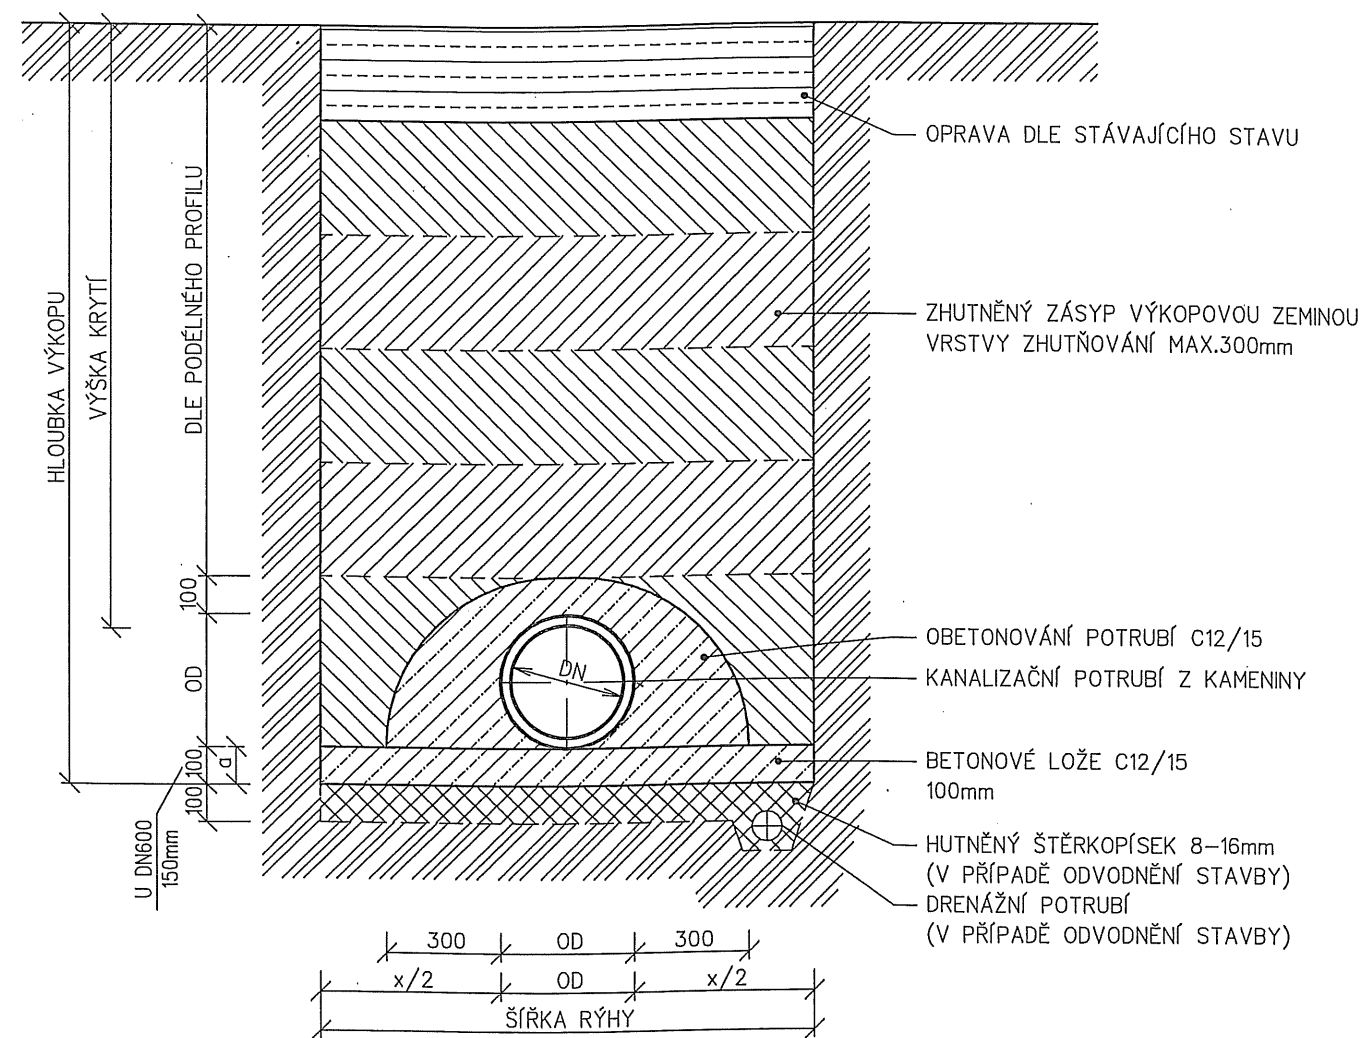 OPRAVA DLE STÁVAJÍCÍHO STAVU
ZHUTNĚNÝ ZÁSYP VÝKOPOVOU ZEMINOU
VRSTVY ZHUTŇOVÁNÍ MAX.300mm
OBETONOVÁNÍ POTRUBÍ C12/15
KANALIZAČNÍ POTRUBÍ Z KAMENINY
BETONOVÉ LOŽE C12/15
100mm
HUTNĚNÝ ŠTĚRKOPÍSEK 8-16mm
(V PŘÍPADĚ ODVODNĚNÍ STAVBY)
DRENÁŽNÍ POTRUBÍ
(V PŘÍPADĚ ODVODNĚNÍ STAVBY)
HLOUBKA VÝKOPU
VÝŠKA KRYTÍ
DLE PODÉLNÉHO PROFILU
100
OD
100
a
100
U DN600
150mm
DN
300
OD
300
x/2
OD
x/2
ŠÍŘKA RÝHY